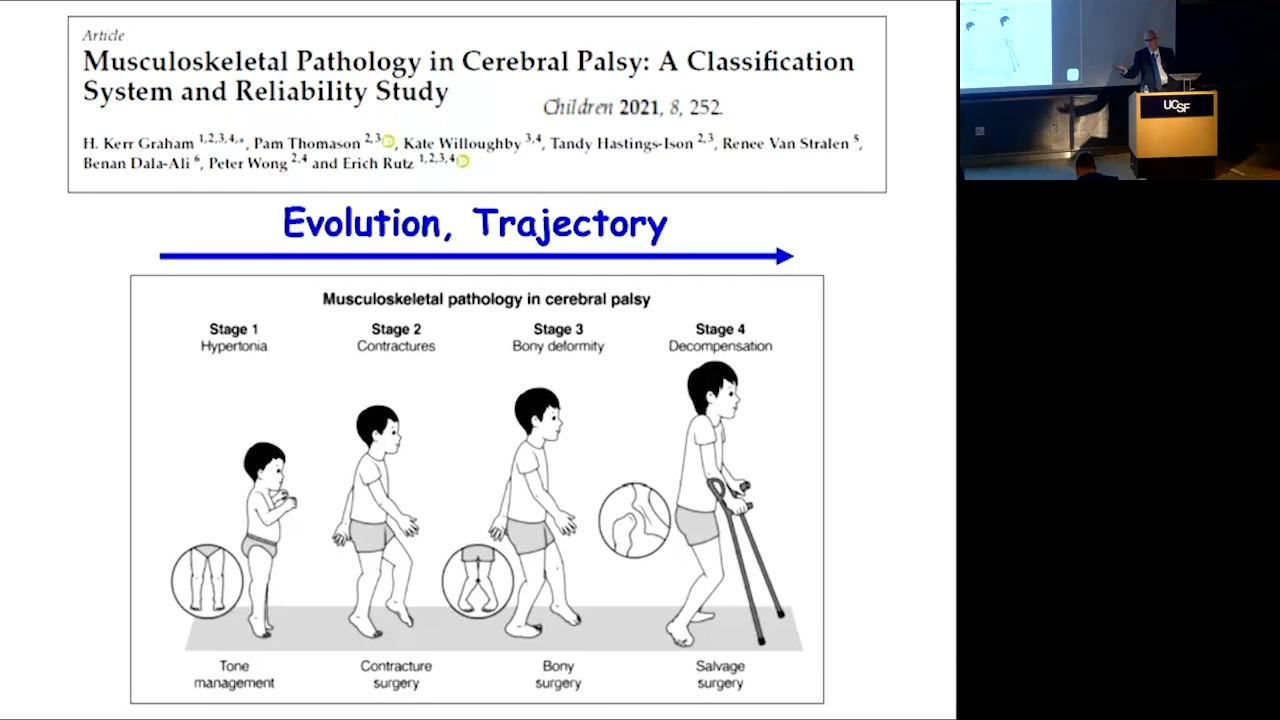 Article
Musculoskeletal Pathology in Cerebral Palsy: A Classification
System and Reliability Study
Children 2021, 8, 252.
H. Kerr Graham 1,2,3,4,*, Pam Thomason 2,3, Kate Willoughby 3,4, Tandy Hastings-Ison 2,3, Renee Van Stralen 5,
Benan Dala-Ali 6, Peter Wong 2,4 and Erich Rutz 1,2,3,4
Evolution, Trajectory
Musculoskeletal pathology in cerebral palsy
Stage 1
Hypertonia
Stage 2
Contractures
Stage 3
Bony deformity
Stage 4
Decompensation
Tone
management
Contracture
surgery
Bony
surgery
Salvage
surgery
UCSF